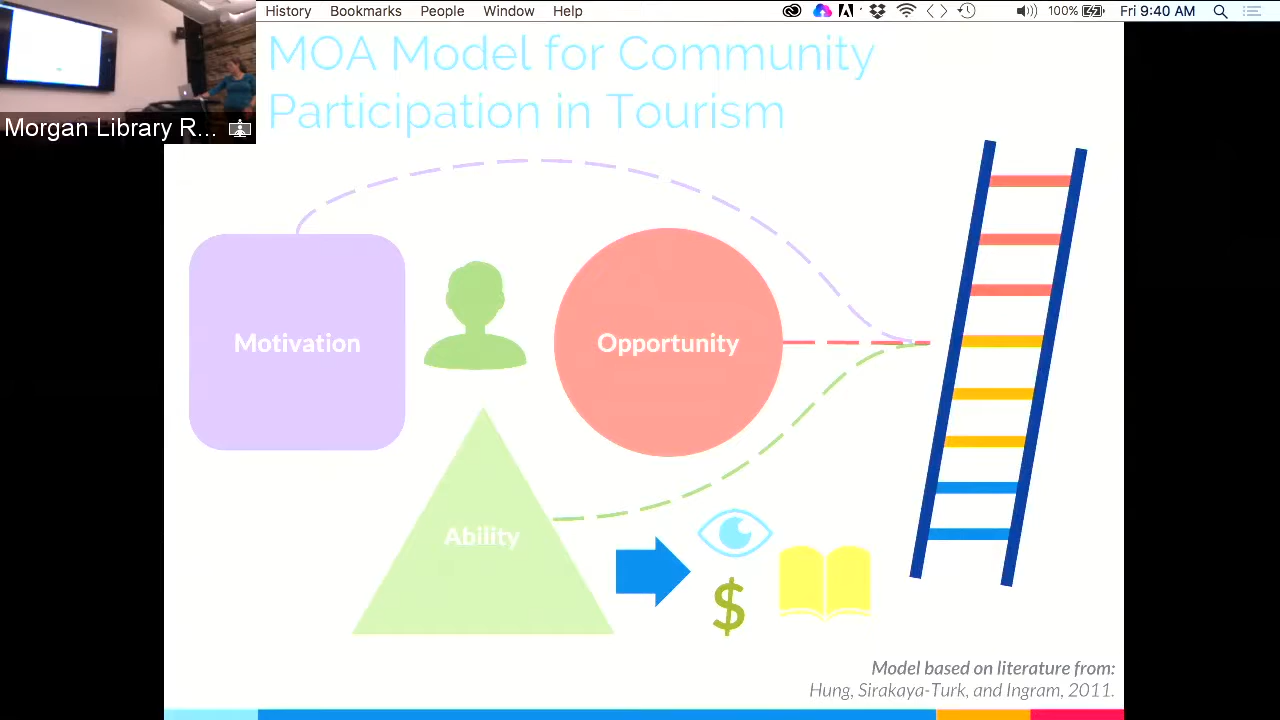 History Bookmarks People Window Help 100% Fri 9:40 AM
MOA Model for Community
Participation in Tourism
Morgan Library R...
Motivation
Opportunity
Ability
$
Model based on literature from:
Hung, Sirakaya-Turk, and Ingram, 2011.